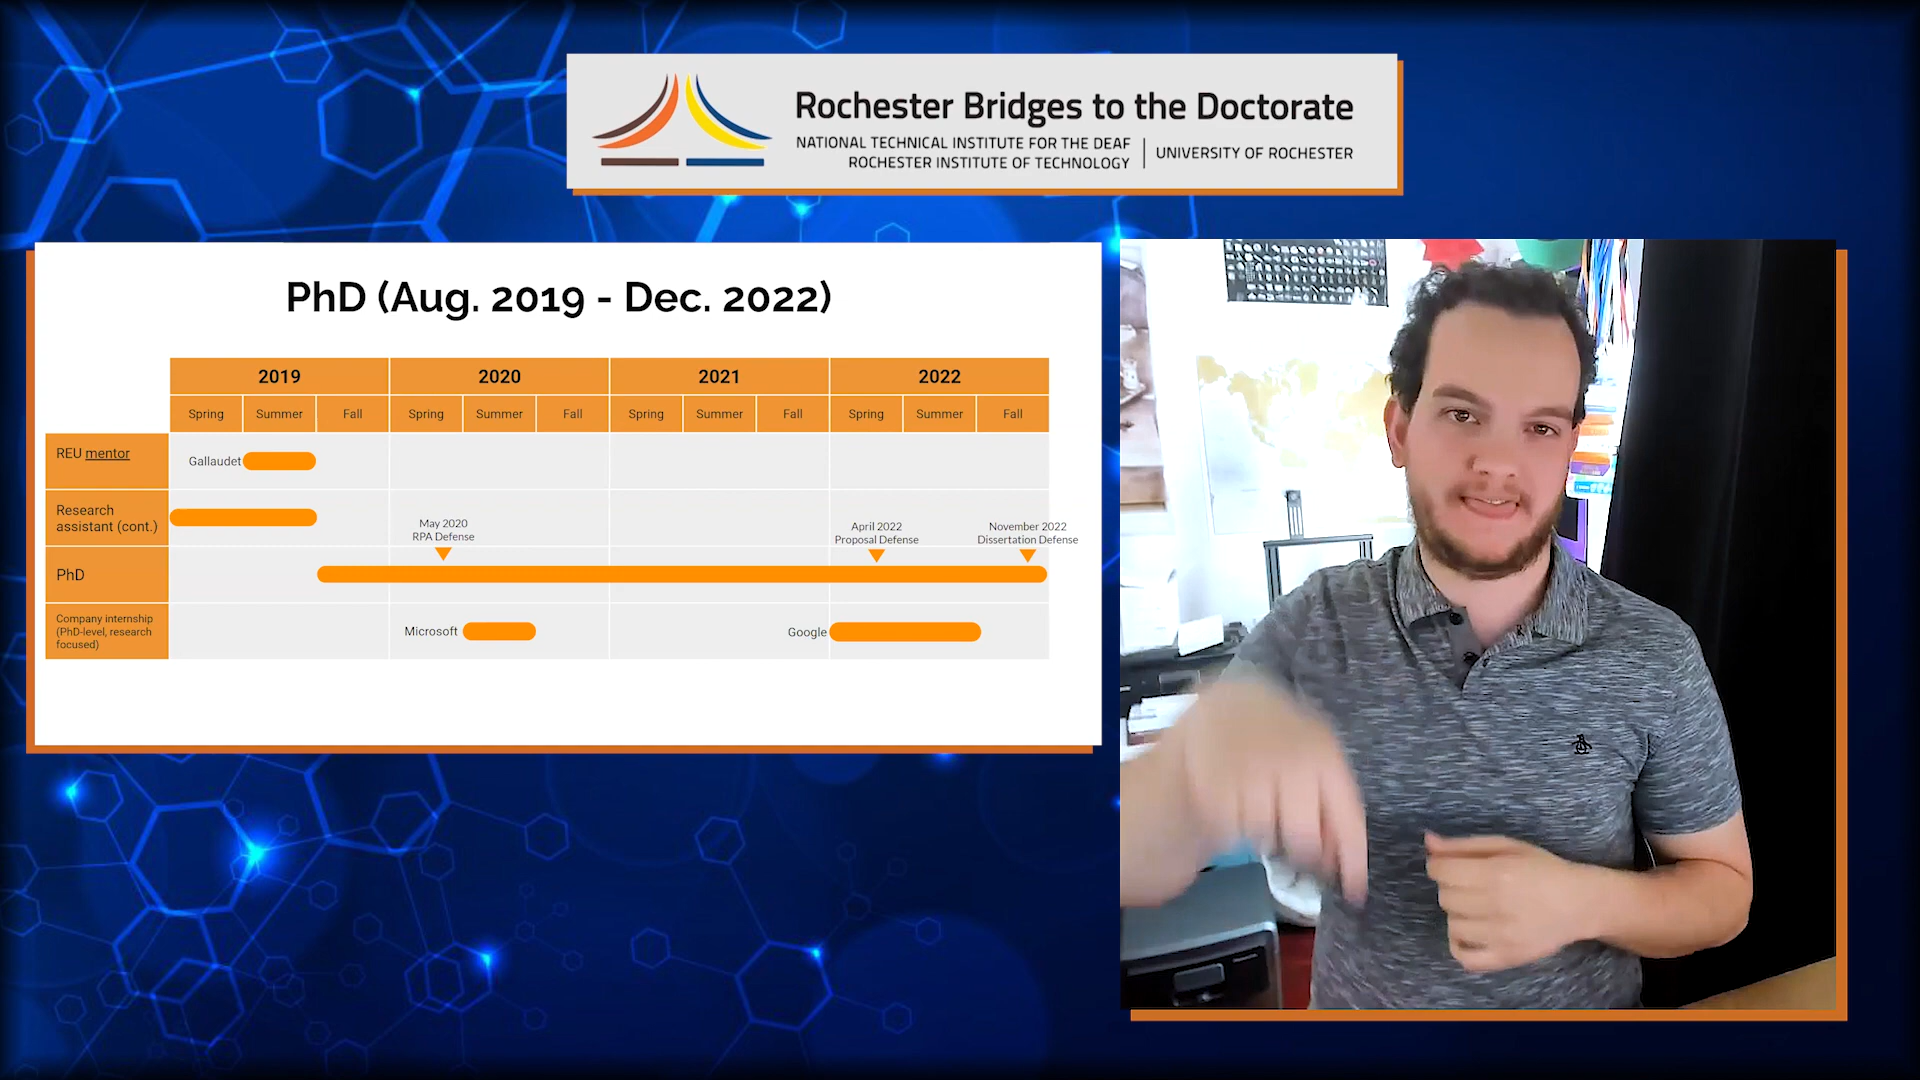 Rochester Bridges to the Doctorate
NATIONAL TECHNICAL INSTITUTE FOR THE DEAF
ROCHESTER INSTITUTE OF TECHNOLOGY
UNIVERSITY OF ROCHESTER
PhD (Aug. 2019 - Dec. 2022)
2019 2020 2021 2022
Spring Summer Fall Spring Summer Fall Spring Summer Fall Spring Summer Fall
REU mentor
Gallaudet
Research
assistant (cont.)
May 2020
RPA Defense
April 2022
Proposal Defense
November 2022
Dissertation Defense
PhD
Company internship
(PhD-level, research
focused)
Microsoft
Google